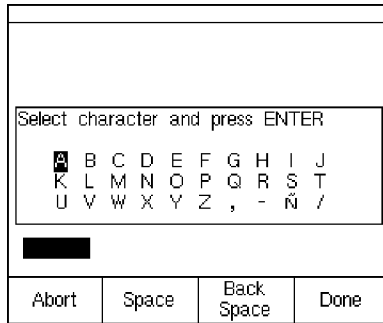 Select character and press ENTER
A B C D E F G H I J
K L M N O P Q R S T
U V W X Y Z , - Ñ /
Abort Space Back Space Done